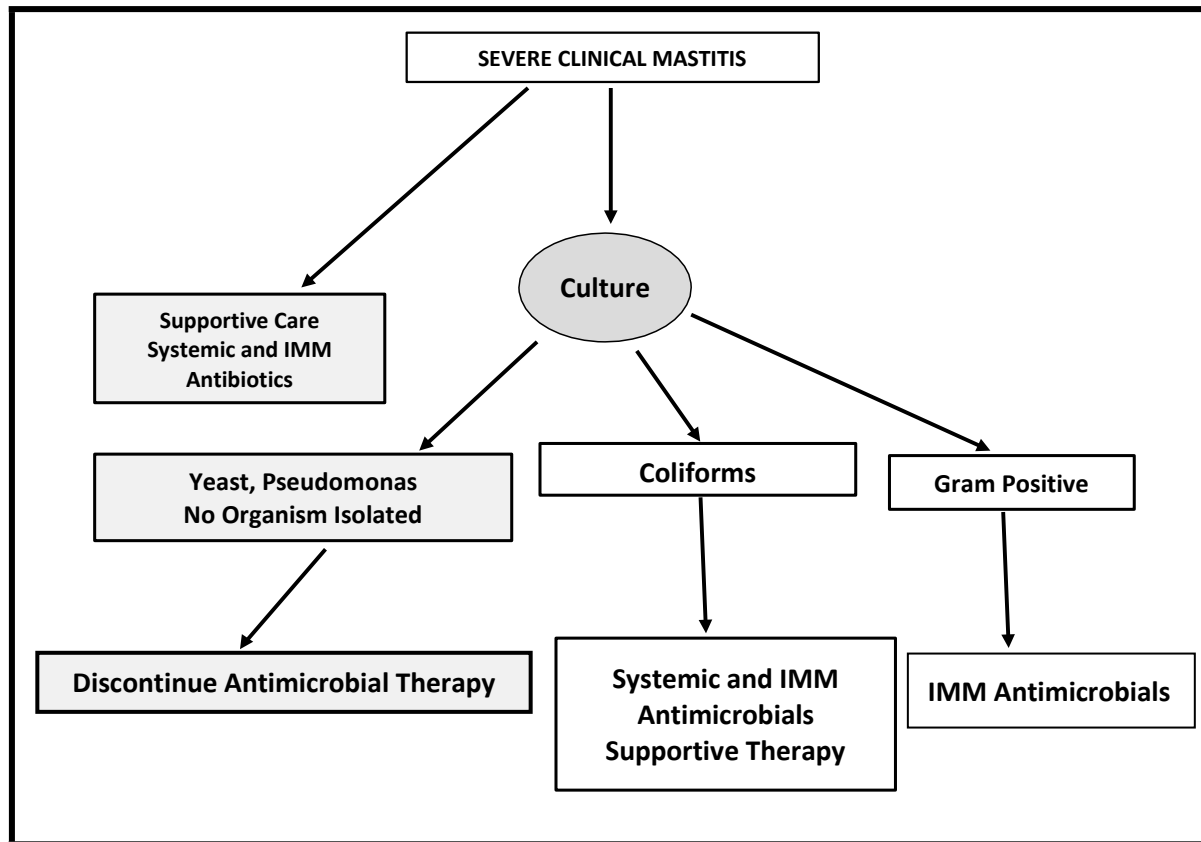 SEVERE CLINICAL MASTITIS
Culture
Supportive Care
Systemic and IMM
Antibiotics
Yeast, Pseudomonas
No Organism Isolated
Coliforms
Gram Positive
Discontinue Antimicrobial Therapy
Systemic and IMM
Antimicrobials
Supportive Therapy
IMM Antimicrobials